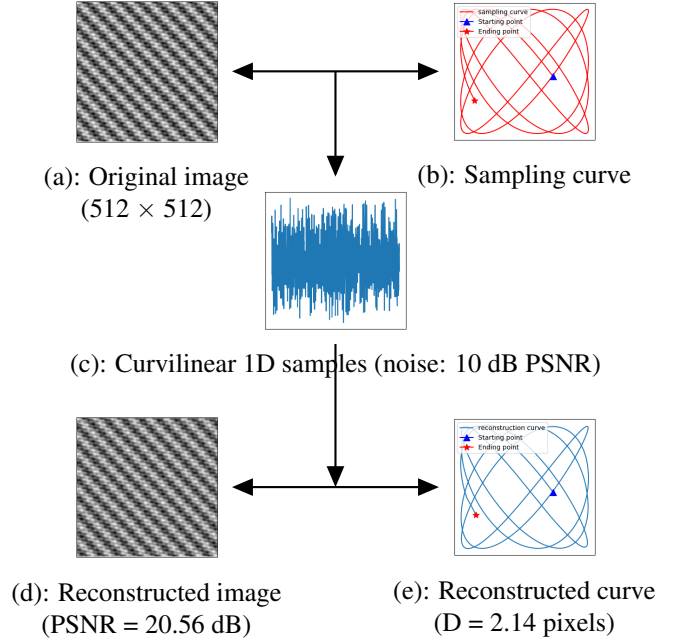 sampling curve
Starting point
Ending point
(a): Original image
(512 × 512)
(b): Sampling curve
(c): Curvilinear 1D samples (noise: 10 dB PSNR)
reconstruction curve
Starting point
Ending point
(d): Reconstructed image
(PSNR = 20.56 dB)
(e): Reconstructed curve
(D = 2.14 pixels)